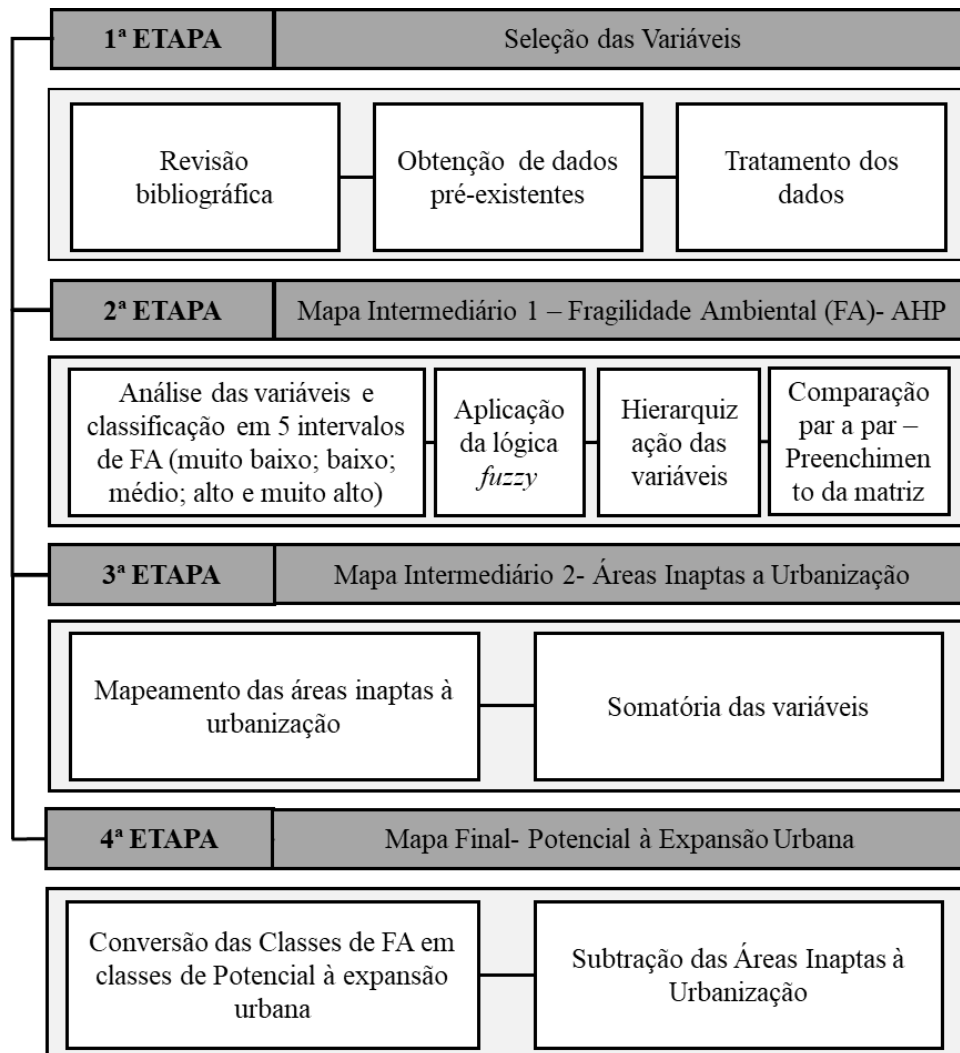 1ª ETAPA
Seleção das Variáveis
Revisão
bibliográfica
Obtenção de dados
pré-existentes
Tratamento dos
dados
2ª ETAPA
Mapa Intermediário 1 – Fragilidade Ambiental (FA)- AHP
Análise das variáveis e
classificação em 5 intervalos
de FA (muito baixo; baixo;
médio; alto e muito alto)
Aplicação
da lógica
fuzzy
Hierarquiz
ação das
variáveis
Comparação
par a par –
Preenchimen
to da matriz
3ª ETAPA
Mapa Intermediário 2- Áreas Inaptas a Urbanização
Mapeamento das áreas inaptas à
urbanização
Somatória das variáveis
4ª ETAPA
Mapa Final- Potencial à Expansão Urbana
Conversão das Classes de FA em
classes de Potencial à expansão
urbana
Subtração das Áreas Inaptas à
Urbanização